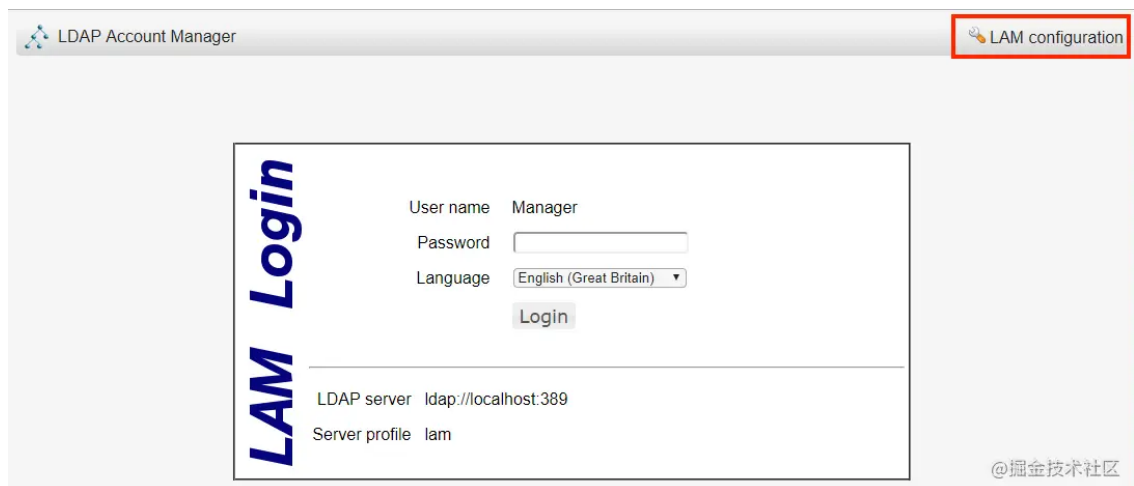 LDAP Account Manager
LAM configuration
LAM Login
User name Manager
Password
Language English (Great Britain)
Login
LDAP server ldap://localhost:389
Server profile lam
@掘金技术社区